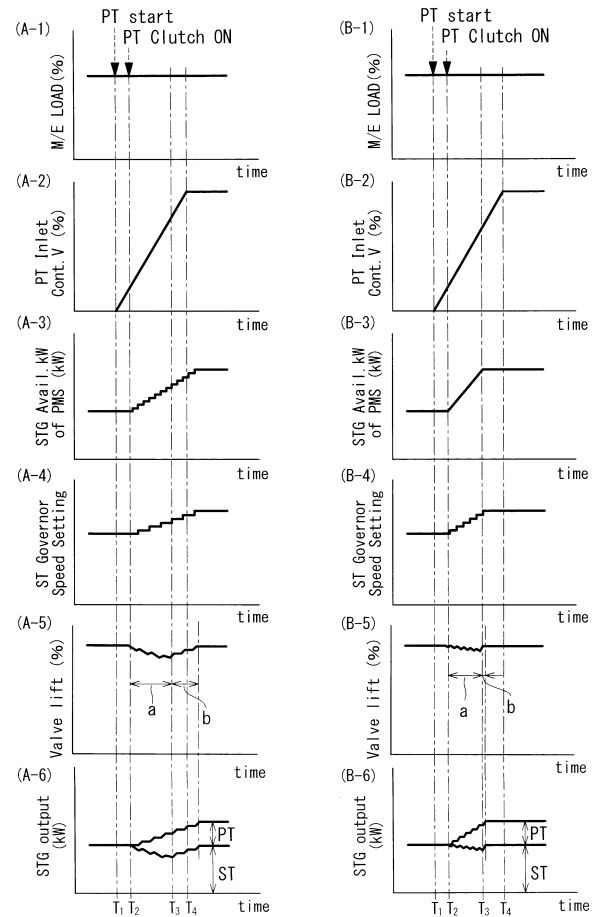 PT start
PT Clutch ON
(A-1)
M/E LOAD(%)
time
(A-2)
PT Inlet
Cont.V (%)
time
(A-3)
STG Avail.kW
of PMS (kW)
time
(A-4)
ST Governor
Speed Setting
time
(A-5)
Valve lift (%)
a
b
time
(A-6)
STG output
(kW)
PT
ST
T1 T2 T3 T4 time
PT start
PT Clutch ON
(B-1)
M/E LOAD(%)
time
(B-2)
PT Inlet
Cont.V (%)
time
(B-3)
STG Avail.kW
of PMS (kW)
time
(B-4)
ST Governor
Speed Setting
time
(B-5)
Valve lift (%)
a
b
time
(B-6)
STG output
(kW)
PT
ST
T1 T2 T3 T4 time